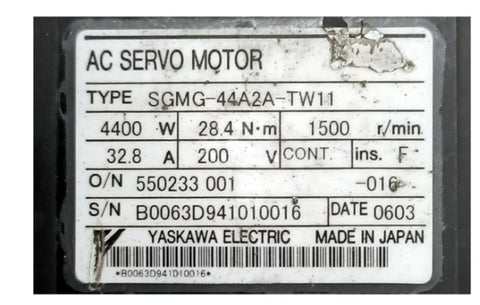 AC SERVO MOTOR
TYPE SGMG-44A2A-TW11
4400 W 28.4 N·m 1500 r/min
32.8 A 200 V CONT. ins. F
O/N 550233 001 -016
S/N B0063D941010016 DATE 0603
YASKAWA ELECTRIC MADE IN JAPAN
*B0063D941010016*